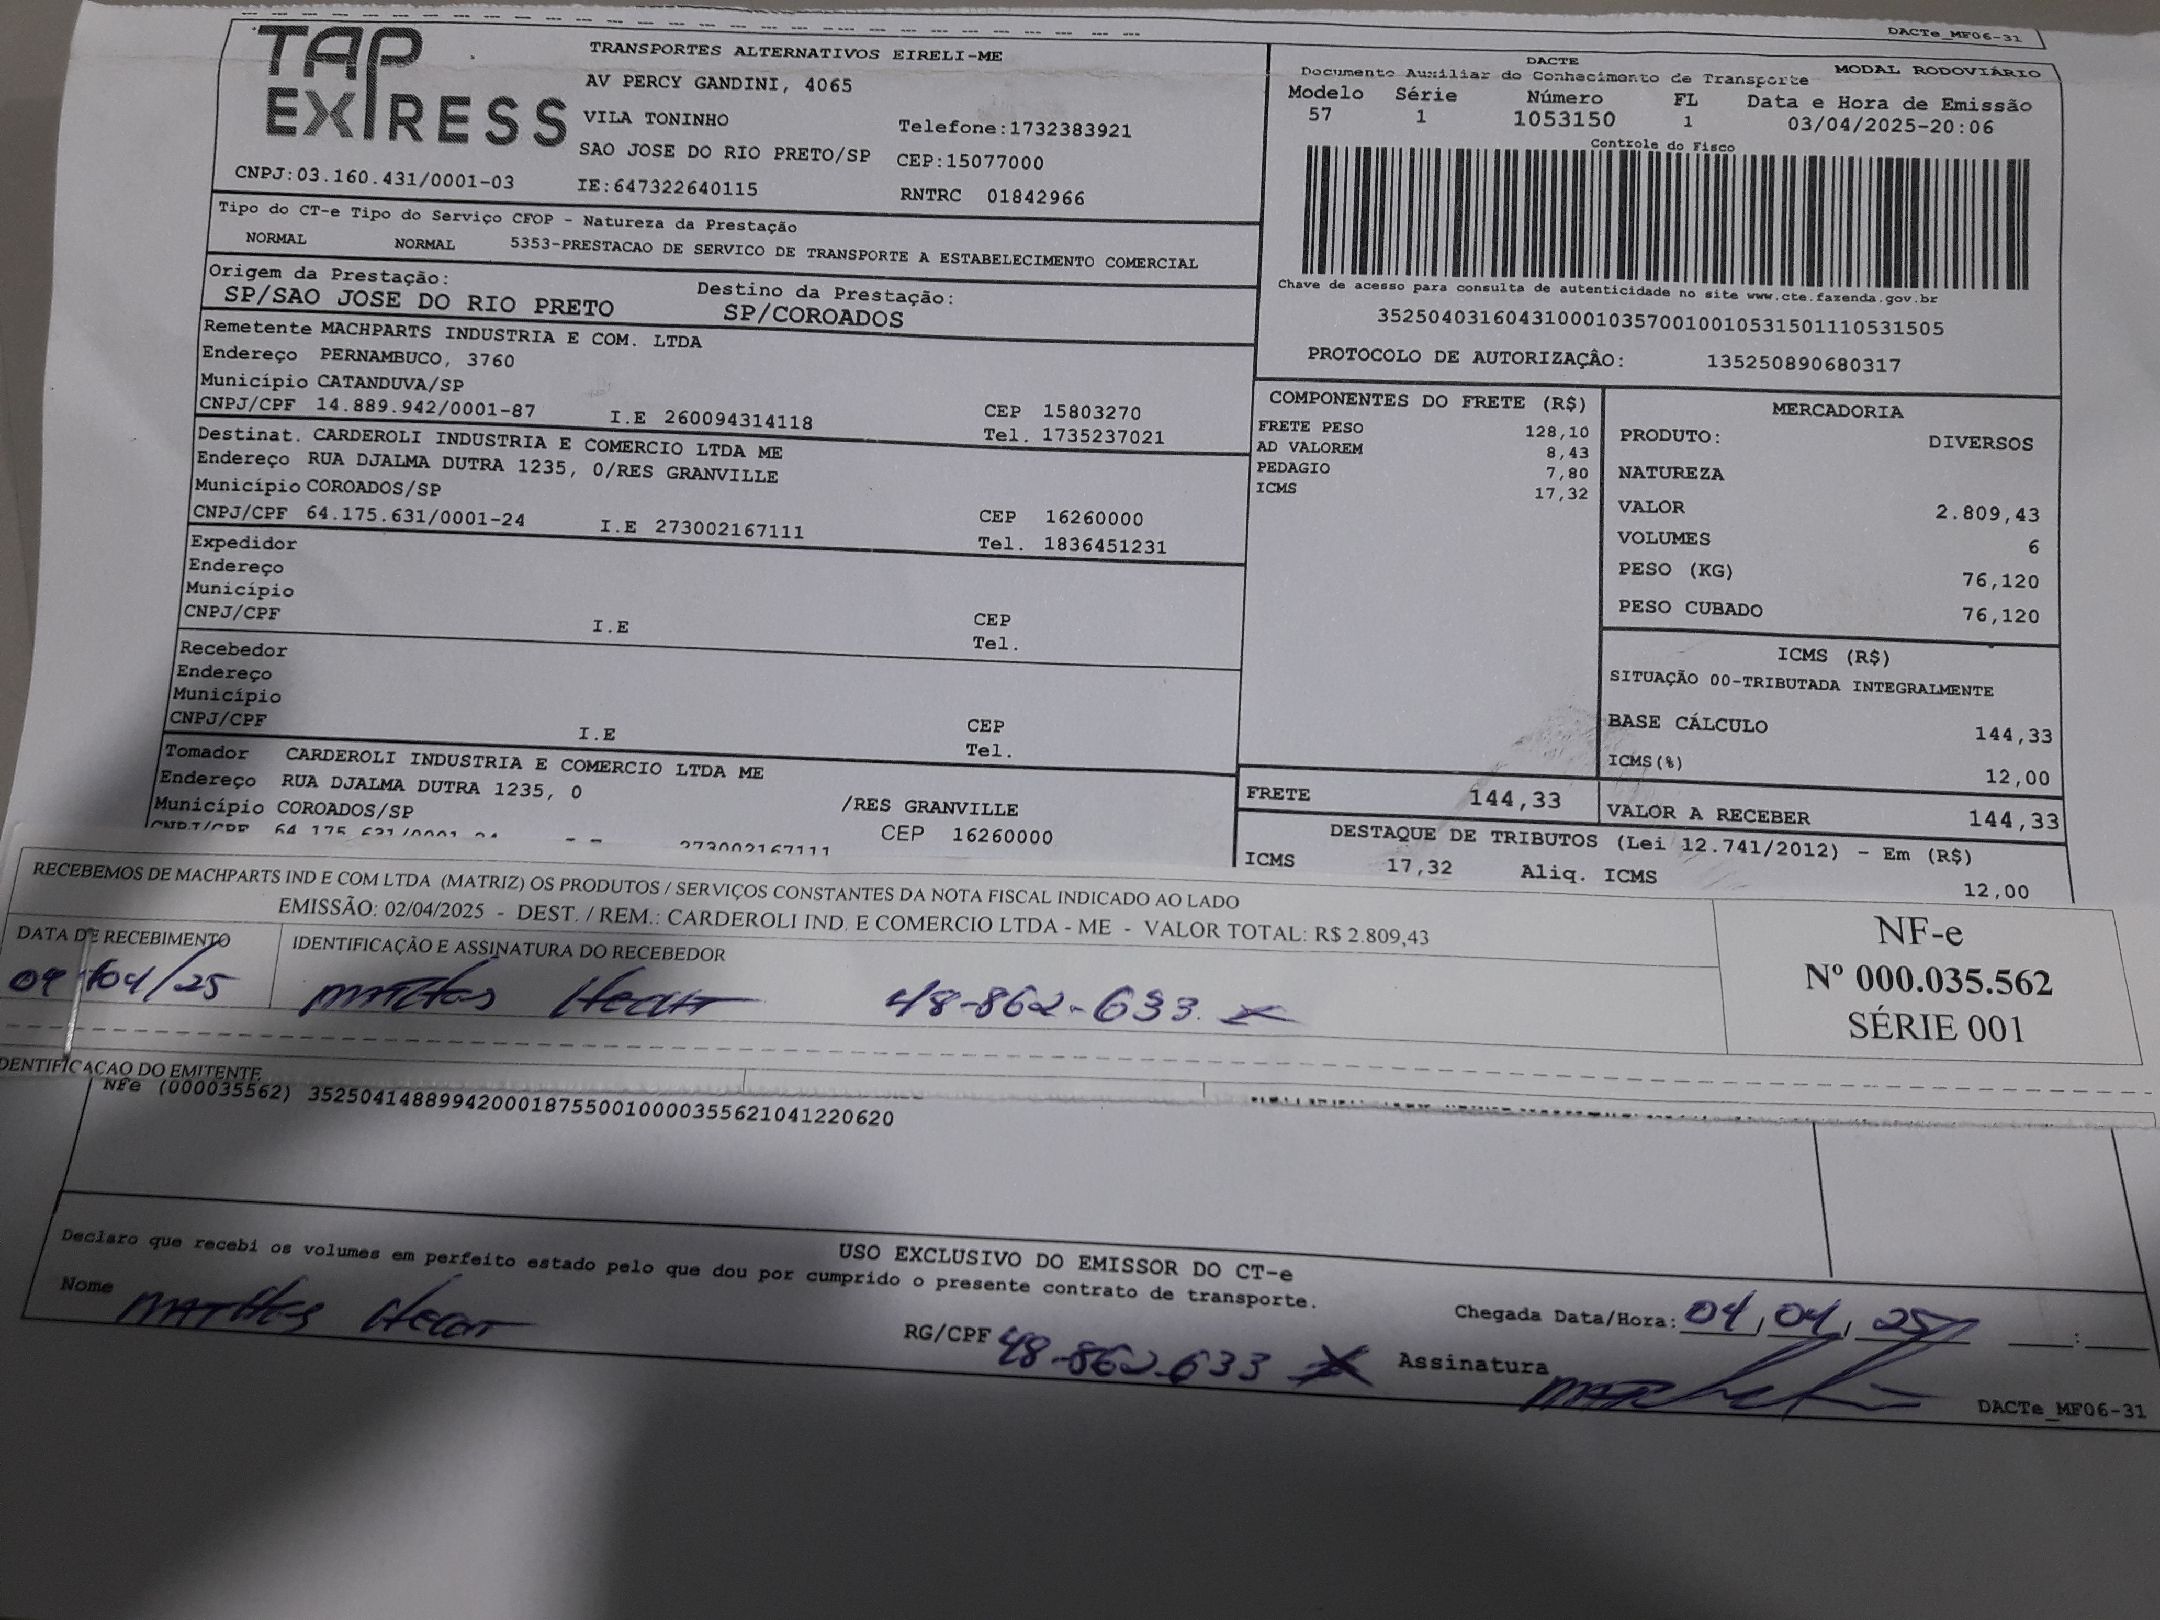 DACTe_MF06-31
TAP EXPRESS
TRANSPORTES ALTERNATIVOS EIRELI-ME
AV PERCY GANDINI, 4065
VILA TONINHO Telefone:1732383921
SAO JOSE DO RIO PRETO/SP CEP:15077000
CNPJ:03.160.431/0001-03 IE:647322640115 RNTRC 01842966
DACTE
Documento Auxiliar do Conhecimento de Transporte MODAL RODOVIÁRIO
Modelo Série Número FL Data e Hora de Emissão
57 1 1053150 1 03/04/2025-20:06
Controle do Fisco
Chave de acesso para consulta de autenticidade no site www.cte.fazenda.gov.br
35250403160431000103570010010531501110531505
PROTOCOLO DE AUTORIZAÇÃO: 135250890680317
Tipo do CT-e Tipo do Serviço CFOP - Natureza da Prestação
NORMAL NORMAL 5353-PRESTACAO DE SERVICO DE TRANSPORTE A ESTABELECIMENTO COMERCIAL
Origem da Prestação: Destino da Prestação:
SP/SAO JOSE DO RIO PRETO SP/COROADOS
Remetente MACHPARTS INDUSTRIA E COM. LTDA
Endereço PERNAMBUCO, 3760
Município CATANDUVA/SP CEP 15803270
CNPJ/CPF 14.889.942/0001-87 I.E 260094314118 Tel. 1735237021
Destinat. CARDEROLI INDUSTRIA E COMERCIO LTDA ME
Endereço RUA DJALMA DUTRA 1235, 0/RES GRANVILLE
Município COROADOS/SP CEP 16260000
CNPJ/CPF 64.175.631/0001-24 I.E 273002167111 Tel. 1836451231
Expedidor
Endereço
Município CEP
CNPJ/CPF I.E Tel.
Recebedor
Endereço
Município CEP
CNPJ/CPF I.E Tel.
Tomador CARDEROLI INDUSTRIA E COMERCIO LTDA ME
Endereço RUA DJALMA DUTRA 1235, 0 /RES GRANVILLE
Município COROADOS/SP CEP 16260000
CNPJ/CPF 64.175.631/0001-24 273002167111
COMPONENTES DO FRETE (R$)
FRETE PESO 128,10
AD VALOREM 8,43
PEDAGIO 7,80
ICMS 17,32
MERCADORIA
PRODUTO: DIVERSOS
NATUREZA
VALOR 2.809,43
VOLUMES 6
PESO (KG) 76,120
PESO CUBADO 76,120
ICMS (R$)
SITUAÇÃO 00-TRIBUTADA INTEGRALMENTE
BASE CÁLCULO 144,33
ICMS(%) 12,00
FRETE 144,33 VALOR A RECEBER 144,33
DESTAQUE DE TRIBUTOS (Lei 12.741/2012) - Em (R$)
ICMS 17,32 Aliq. ICMS 12,00
RECEBEMOS DE MACHPARTS IND E COM LTDA (MATRIZ) OS PRODUTOS / SERVIÇOS CONSTANTES DA NOTA FISCAL INDICADO AO LADO
EMISSÃO: 02/04/2025 - DEST. / REM.: CARDEROLI IND. E COMERCIO LTDA - ME - VALOR TOTAL: R$ 2.809,43
DATA DE RECEBIMENTO IDENTIFICAÇÃO E ASSINATURA DO RECEBEDOR
04/04/25 48-862-633
NF-e
Nº 000.035.562
SÉRIE 001
IDENTIFICAÇAO DO EMITENTE
NFe (000035562) 35250414889942000187550010000355621041220620
USO EXCLUSIVO DO EMISSOR DO CT-e
Declaro que recebi os volumes em perfeito estado pelo que dou por cumprido o presente contrato de transporte.
Nome RG/CPF 48-862-633 Chegada Data/Hora: 04/04/25 :
Assinatura
DACTe_MF06-31